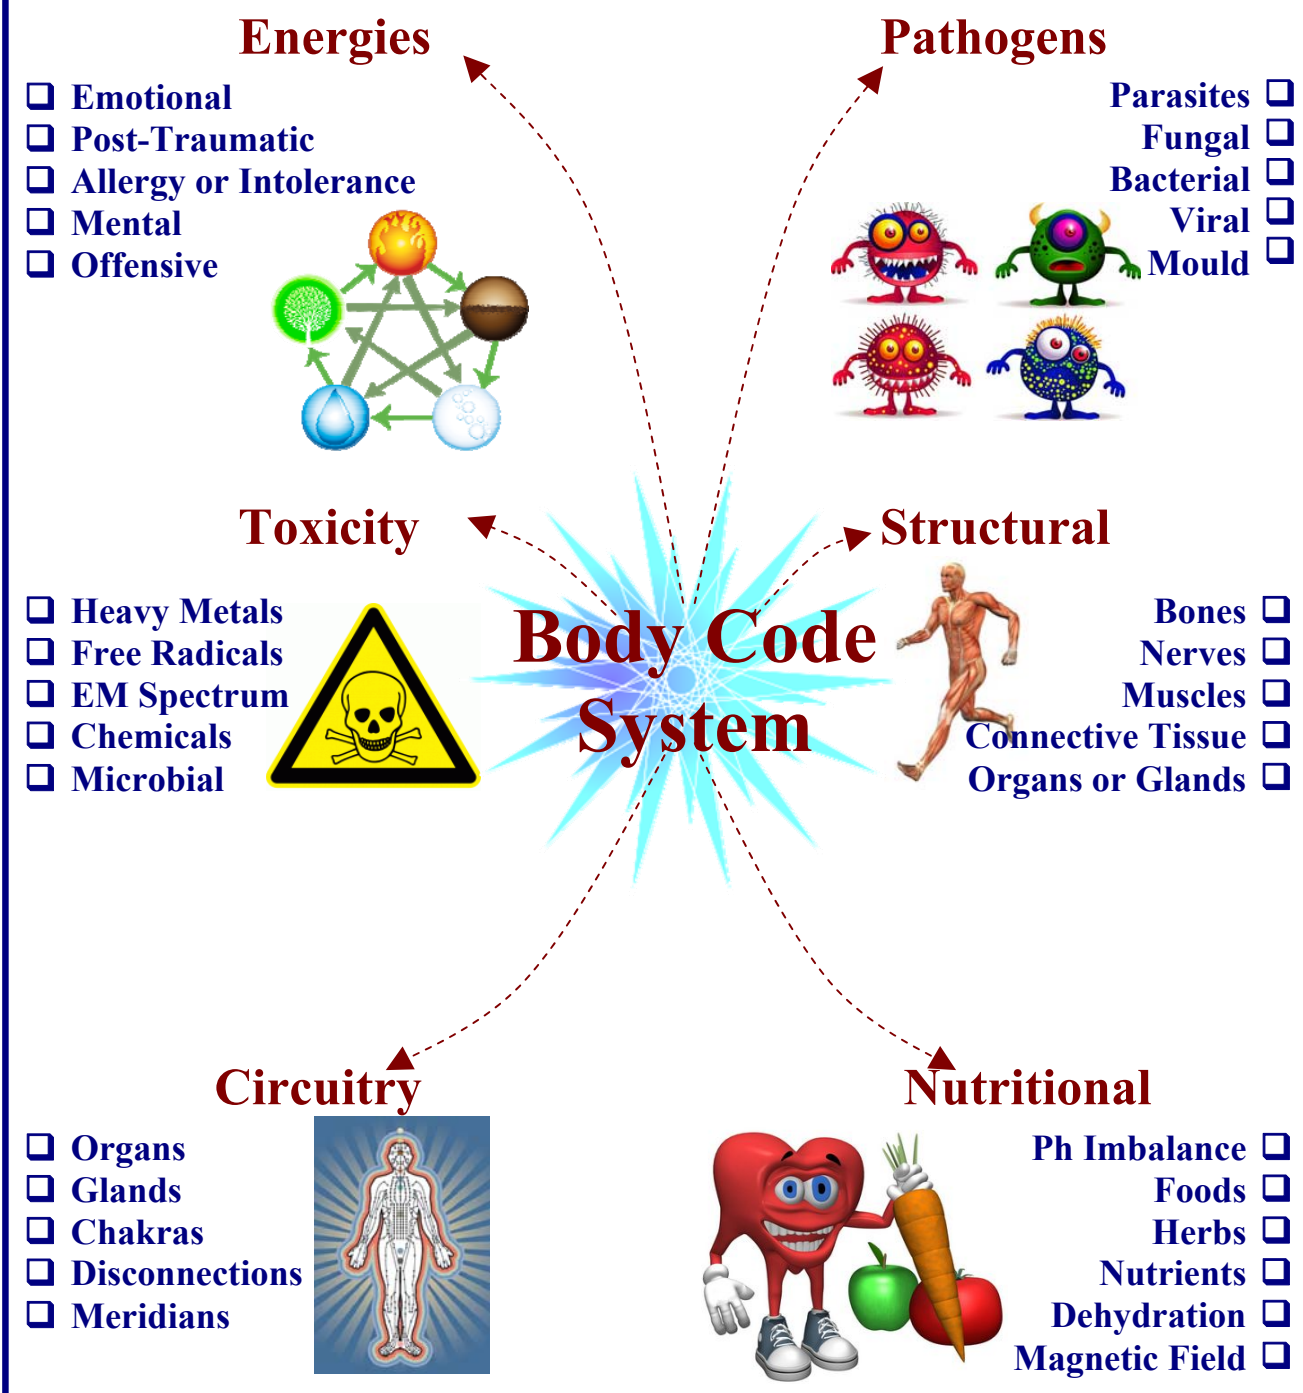 Energies
Emotional
Post-Traumatic
Allergy or Intolerance
Mental
Offensive
Pathogens
Parasites
Fungal
Bacterial
Viral
Mould
Toxicity
Heavy Metals
Free Radicals
EM Spectrum
Chemicals
Microbial
Body Code
System
Structural
Bones
Nerves
Muscles
Connective Tissue
Organs or Glands
Circuitry
Organs
Glands
Chakras
Disconnections
Meridians
Nutritional
Ph Imbalance
Foods
Herbs
Nutrients
Dehydration
Magnetic Field